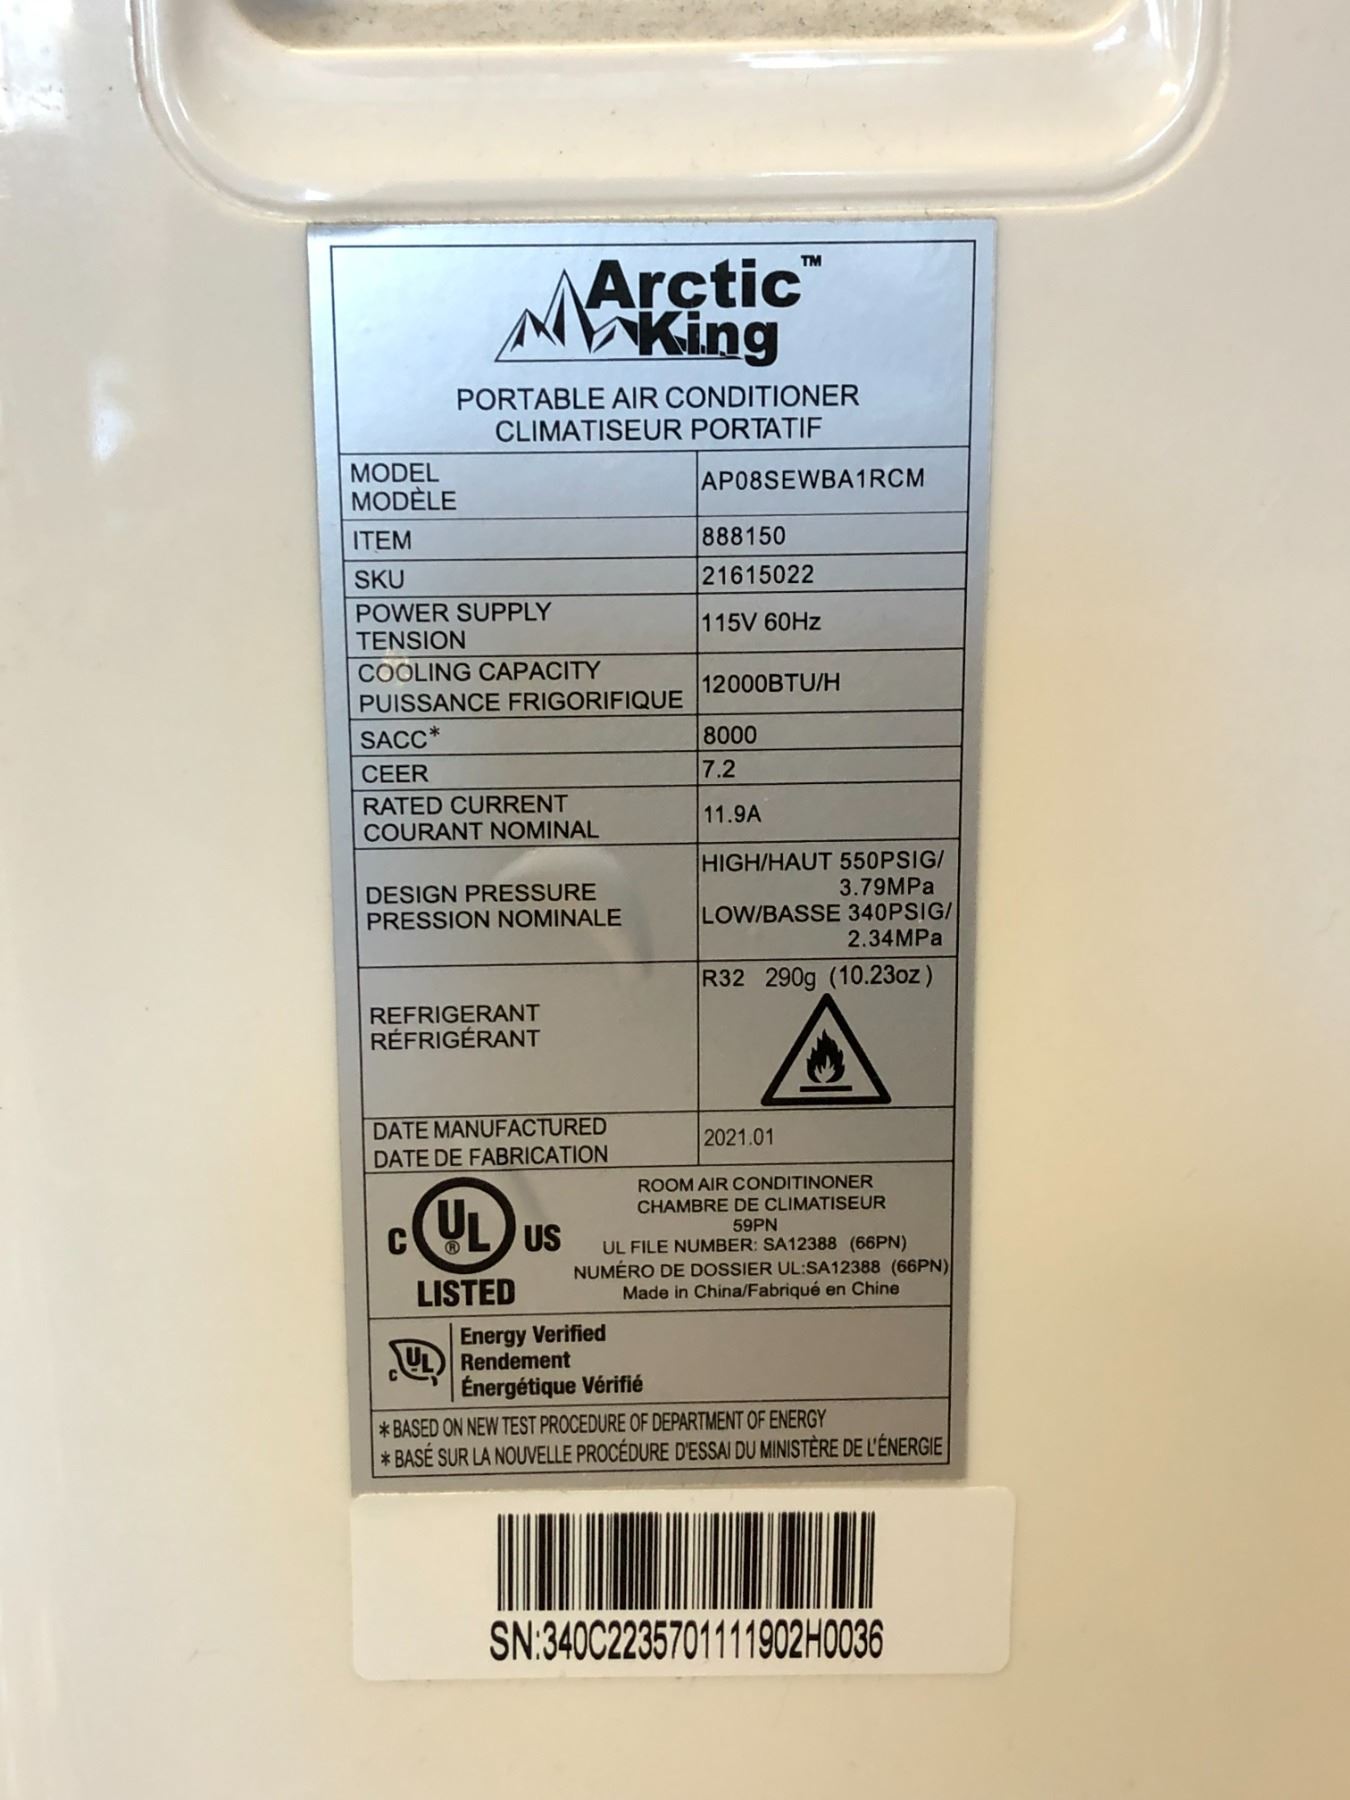 Arctic™
King
PORTABLE AIR CONDITIONER
CLIMATISEUR PORTATIF
MODEL
MODÈLE
AP08SEWBA1RCM
ITEM
888150
SKU
21615022
POWER SUPPLY
TENSION
115V 60Hz
COOLING CAPACITY
PUISSANCE FRIGORIFIQUE
12000BTU/H
SACC*
8000
CEER
7.2
RATED CURRENT
COURANT NOMINAL
11.9A
DESIGN PRESSURE
PRESSION NOMINALE
HIGH/HAUT 550PSIG/
3.79MPa
LOW/BASSE 340PSIG/
2.34MPa
REFRIGERANT
RÉFRIGÉRANT
R32 290g (10.23oz)
DATE MANUFACTURED
DATE DE FABRICATION
2021.01
C UL® US
LISTED
ROOM AIR CONDITINONER
CHAMBRE DE CLIMATISEUR
59PN
UL FILE NUMBER: SA12388 (66PN)
NUMÉRO DE DOSSIER UL:SA12388 (66PN)
Made in China/Fabriqué en Chine
C UL
Energy Verified
Rendement
Énergétique Vérifié
*BASED ON NEW TEST PROCEDURE OF DEPARTMENT OF ENERGY
*BASÉ SUR LA NOUVELLE PROCÉDURE D'ESSAI DU MINISTÈRE DE L'ÉNERGIE
SN:340C2235701111902H0036